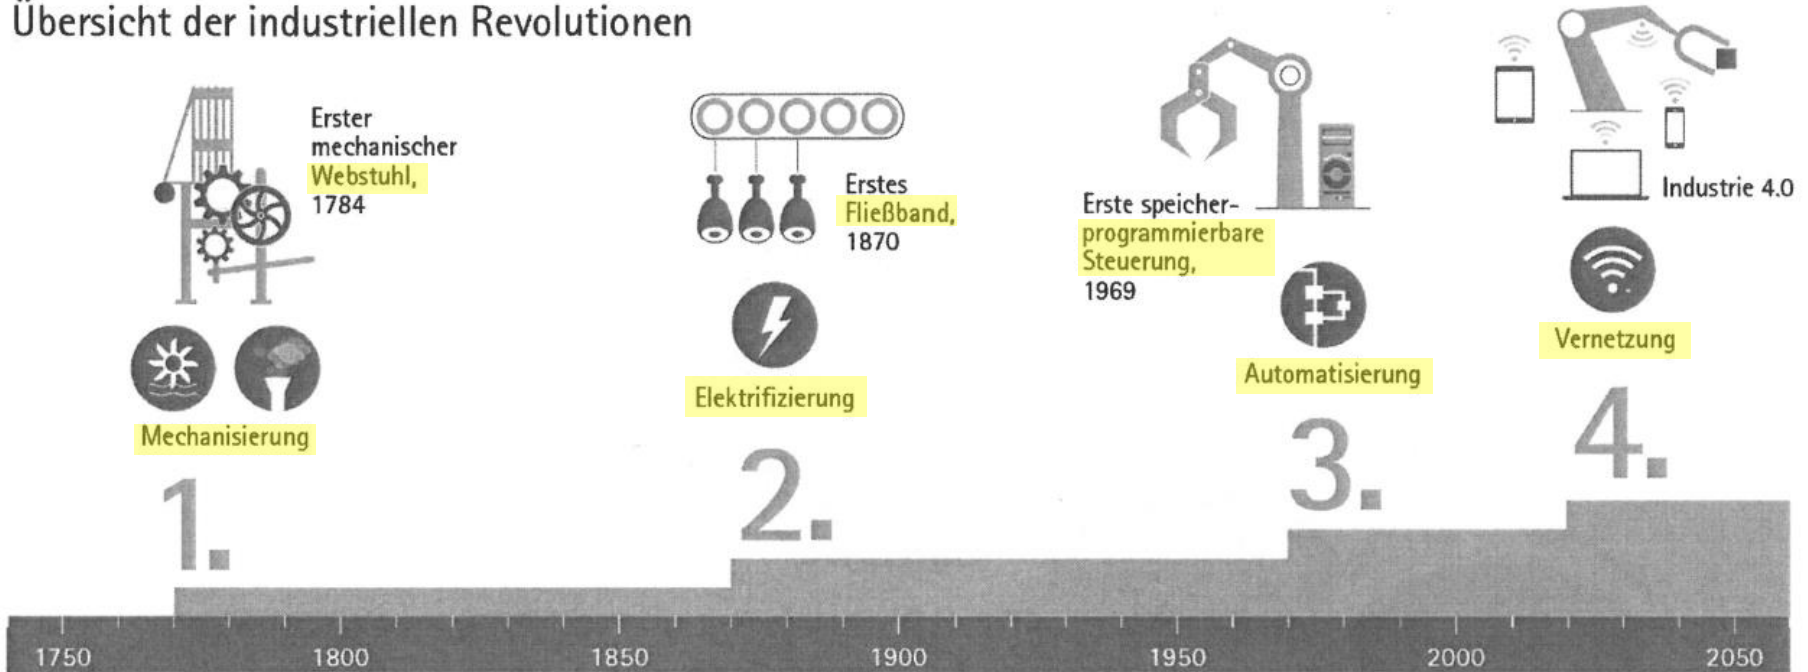 Übersicht der industriellen Revolutionen
Erster
mechanischer
Webstuhl,
1784
Mechanisierung
1.
Erstes
Fließband,
1870
Elektrifizierung
2.
Erste speicher-
programmierbare
Steuerung,
1969
Automatisierung
3.
Industrie 4.0
Vernetzung
4.
1750 1800 1850 1900 1950 2000 2050